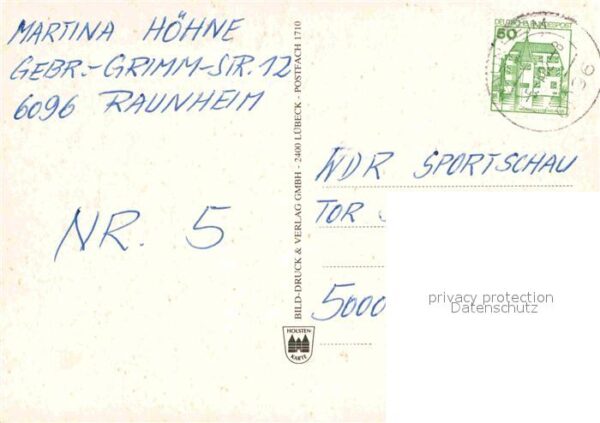 MARTINA HÖHNE
GEBR.-GRIMM-STR. 12
6096 RAUNHEIM
NR. 5
BILD-DRUCK & VERLAG GMBH - 2400 LÜBECK - POSTFACH 1710
HOLSTEN-
KARTE
50
WDR SPORTSCHAU
TOR
5000
privacy protection
Datenschutz